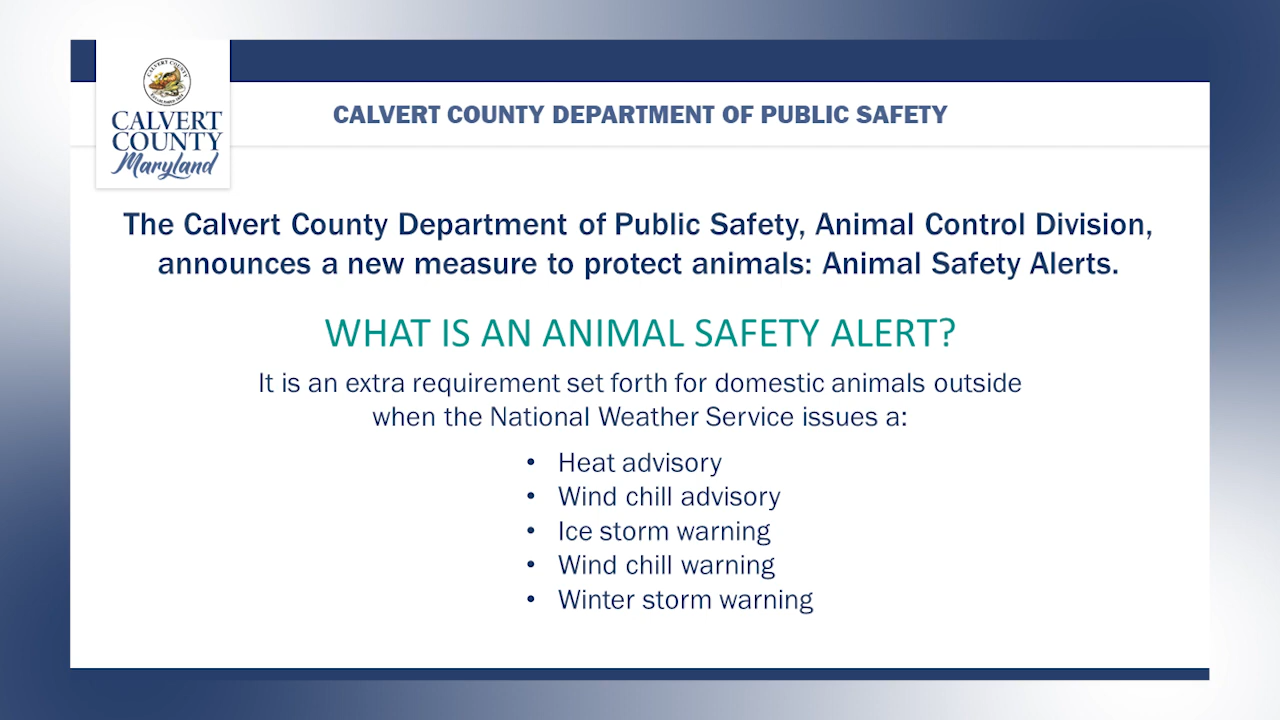 CALVERT COUNTY
CALVERT
COUNTY
Maryland
CALVERT COUNTY DEPARTMENT OF PUBLIC SAFETY
The Calvert County Department of Public Safety, Animal Control Division,
announces a new measure to protect animals: Animal Safety Alerts.
WHAT IS AN ANIMAL SAFETY ALERT?
It is an extra requirement set forth for domestic animals outside
when the National Weather Service issues a:
• Heat advisory
• Wind chill advisory
• Ice storm warning
• Wind chill warning
• Winter storm warning